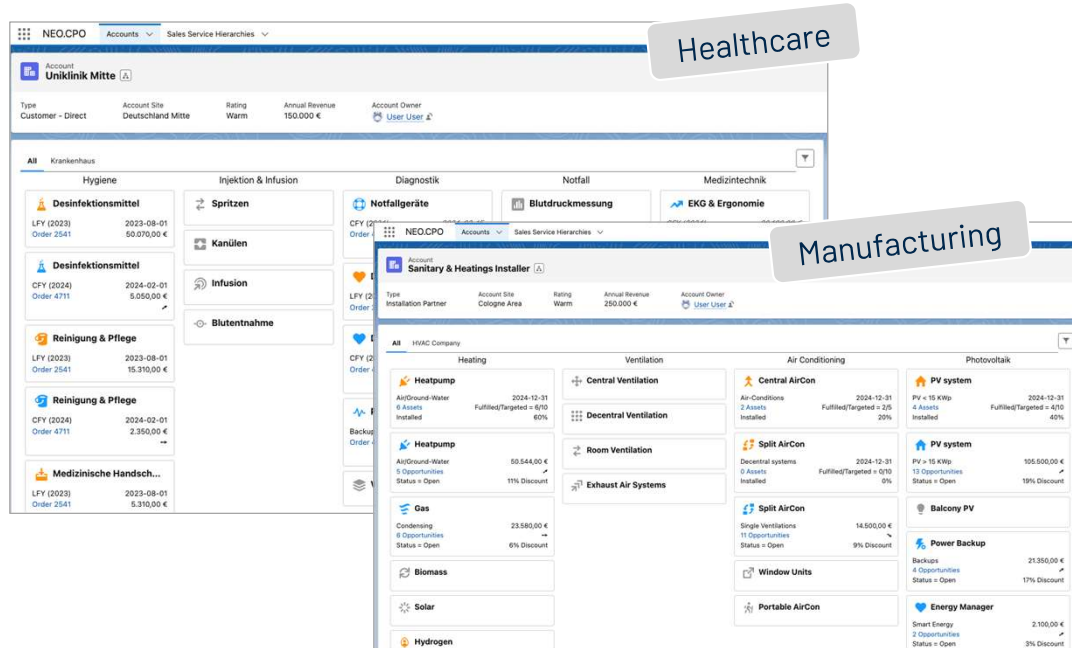 NEO.CPO Accounts Sales Service Hierarchies
Healthcare
Account
Uniklinik Mitte
Type Account Site Rating Annual Revenue Account Owner
Customer - Direct Deutschland Mitte Warm 150.000 € User User
All Krankenhaus
Hygiene Injektion & Infusion Diagnostik Notfall Medizintechnik
Desinfektionsmittel
LFY (2023) 2023-08-01
Order 2541 50.070,00 €
Desinfektionsmittel
CFY (2024) 2024-02-01
Order 4711 5.050,00 €
Reinigung & Pflege
LFY (2023) 2023-08-01
Order 2541 15.310,00 €
Reinigung & Pflege
CFY (2024) 2024-02-01
Order 4711 2.350,00 €
Medizinische Handsch...
LFY (2023) 2023-08-01
Order 2541 5.310,00 €
Spritzen
Kanülen
Infusion
Blutentnahme
Notfallgeräte
Order
LFY
Order
Order
Blutdruckmessung
EKG & Ergonomie
NEO.CPO Accounts Sales Service Hierarchies
Manufacturing
Account
Sanitary & Heatings Installer
Type Account Site Rating Annual Revenue Account Owner
Installation Partner Cologne Area Warm 250.000 € User User
All HVAC Company
Heating Ventilation Air Conditioning Photovoltaik
Heatpump
Air/Ground-Water 2024-12-31
6 Assets Fulfilled/Targeted = 6/10
Installed 60%
Heatpump
Air/Ground-Water 50.544,00 €
5 Opportunities
Status = Open 11% Discount
Gas
Condensing 23.580,00 €
6 Opportunities
Status = Open 6% Discount
Biomass
Solar
Hydrogen
Central Ventilation
Decentral Ventilation
Room Ventilation
Exhaust Air Systems
Central AirCon
Air-Conditions 2024-12-31
2 Assets Fulfilled/Targeted = 2/5
Installed 20%
Split AirCon
Decentral systems 2024-12-31
0 Assets Fulfilled/Targeted = 0/10
Installed 0%
Split AirCon
Single Ventilations 14.500,00 €
11 Opportunities
Status = Open 9% Discount
Window Units
Portable AirCon
PV system
PV < 15 KWp 2024-12-31
4 Assets Fulfilled/Targeted = 4/10
Installed 40%
PV system
PV > 15 KWp 105.500,00 €
13 Opportunities
Status = Open 19% Discount
Balcony PV
Power Backup
Backups 21.350,00 €
4 Opportunities
Status = Open 17% Discount
Energy Manager
Smart Energy 2.100,00 €
2 Opportunities
Status = Open 3% Discount